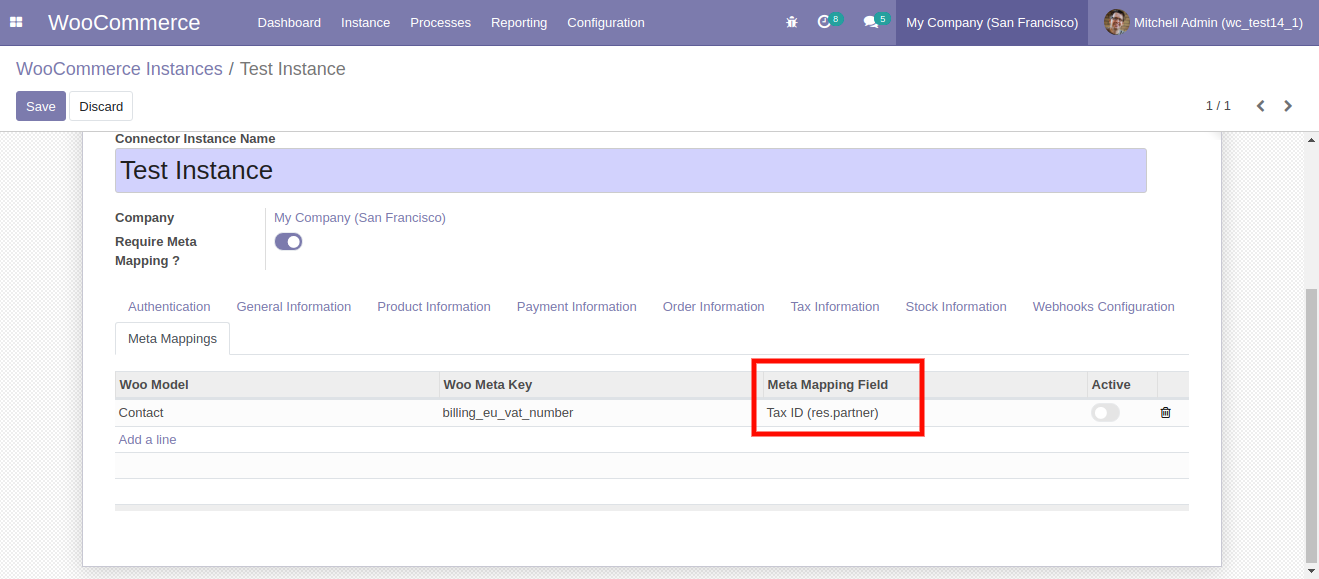 WooCommerce Dashboard Instance Processes Reporting Configuration 8 5 My Company (San Francisco) Mitchell Admin (wc_test14_1)
WooCommerce Instances / Test Instance
Save Discard 1 / 1
Connector Instance Name
Test Instance
Company My Company (San Francisco)
Require Meta
Mapping ?
Authentication General Information Product Information Payment Information Order Information Tax Information Stock Information Webhooks Configuration
Meta Mappings
Woo Model Woo Meta Key Meta Mapping Field Active
Contact billing_eu_vat_number Tax ID (res.partner)
Add a line